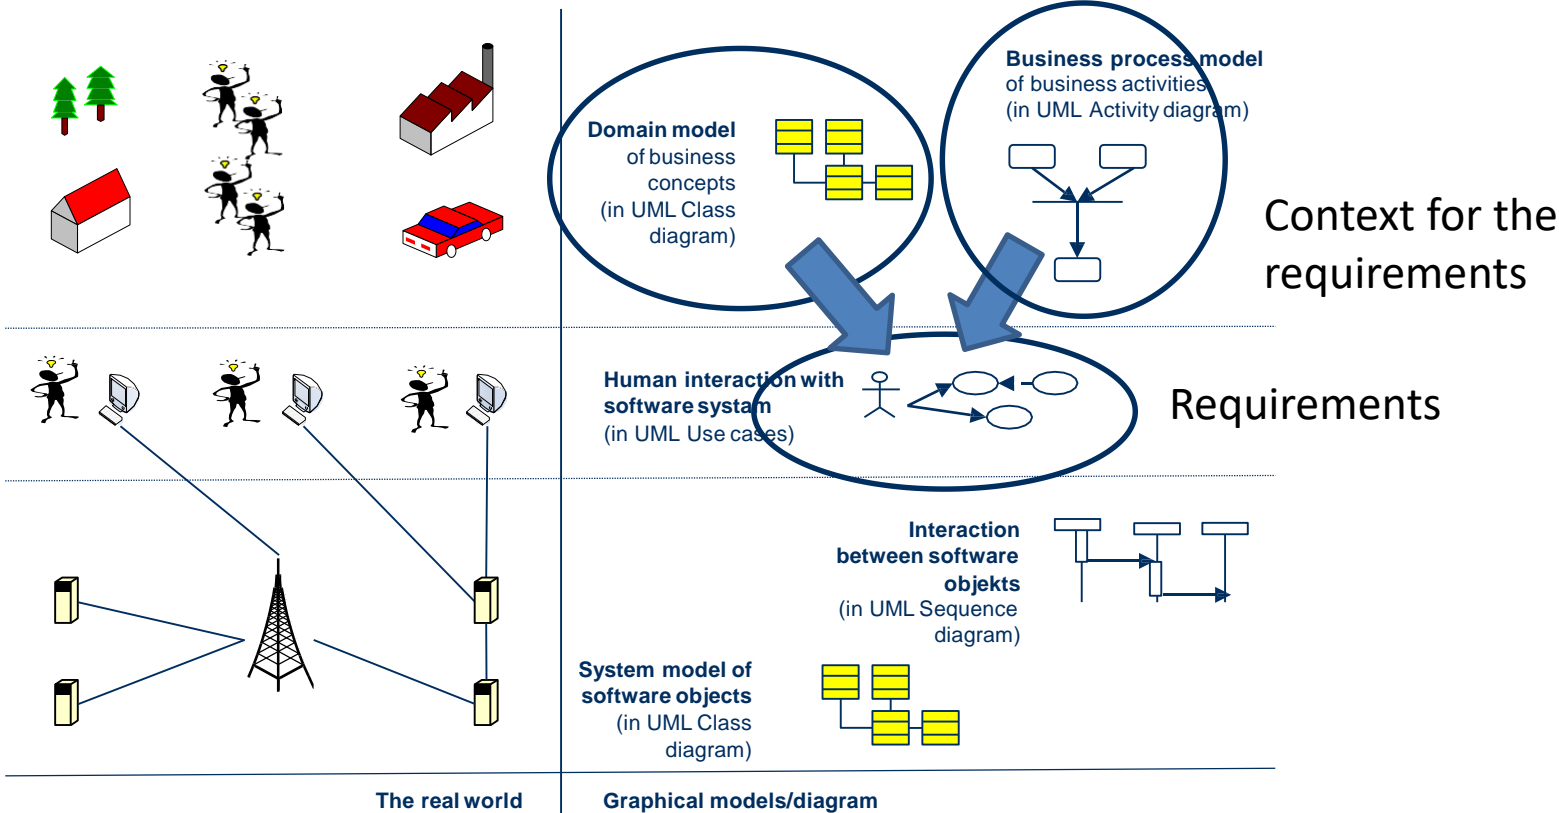 Business process model
of business activities
(in UML Activity diagram)
Domain model
of business
concepts
(in UML Class
diagram)
Context for the
requirements
Human interaction with
software systam
(in UML Use cases)
Requirements
Interaction
between software
objekts
(in UML Sequence
diagram)
System model of
software objects
(in UML Class
diagram)
The real world
Graphical models/diagram